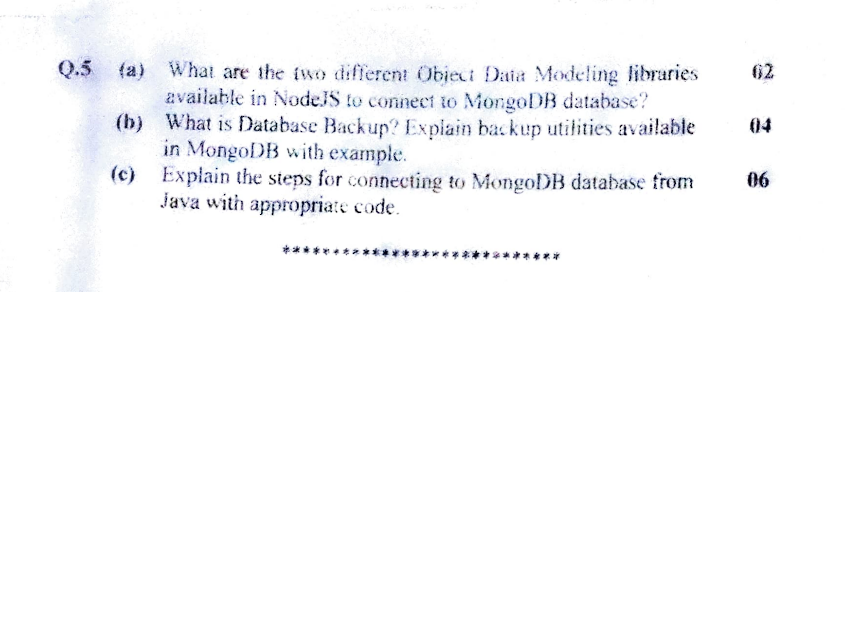 Q.5 (a) What are the two different Object Data Modeling libraries 02
available in NodeJS to connect to MongoDB database?
(b) What is Database Backup? Explain backup utilities available 04
in MongoDB with example.
(c) Explain the steps for connecting to MongoDB database from 06
Java with appropriate code.
****************************